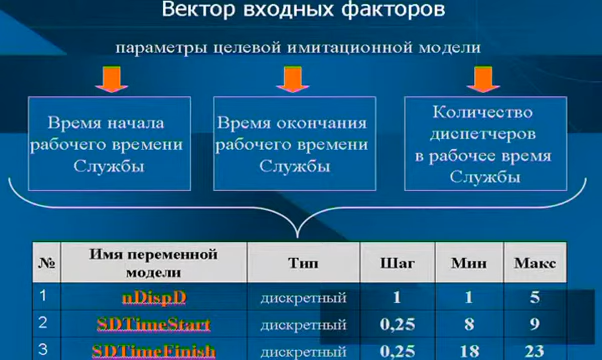 Вектор входных факторов
параметры целевой имитационной модели
Время начала
рабочего времени
Службы
Время окончания
рабочего времени
Службы
Количество
диспетчеров
в рабочее время
Службы
№ Имя переменной модели Тип Шаг Мин Макс
1 nDispD дискретный 1 1 5
2 SDTimeStart дискретный 0,25 8 9
3 SDTimeFinish дискретный 0,25 18 23